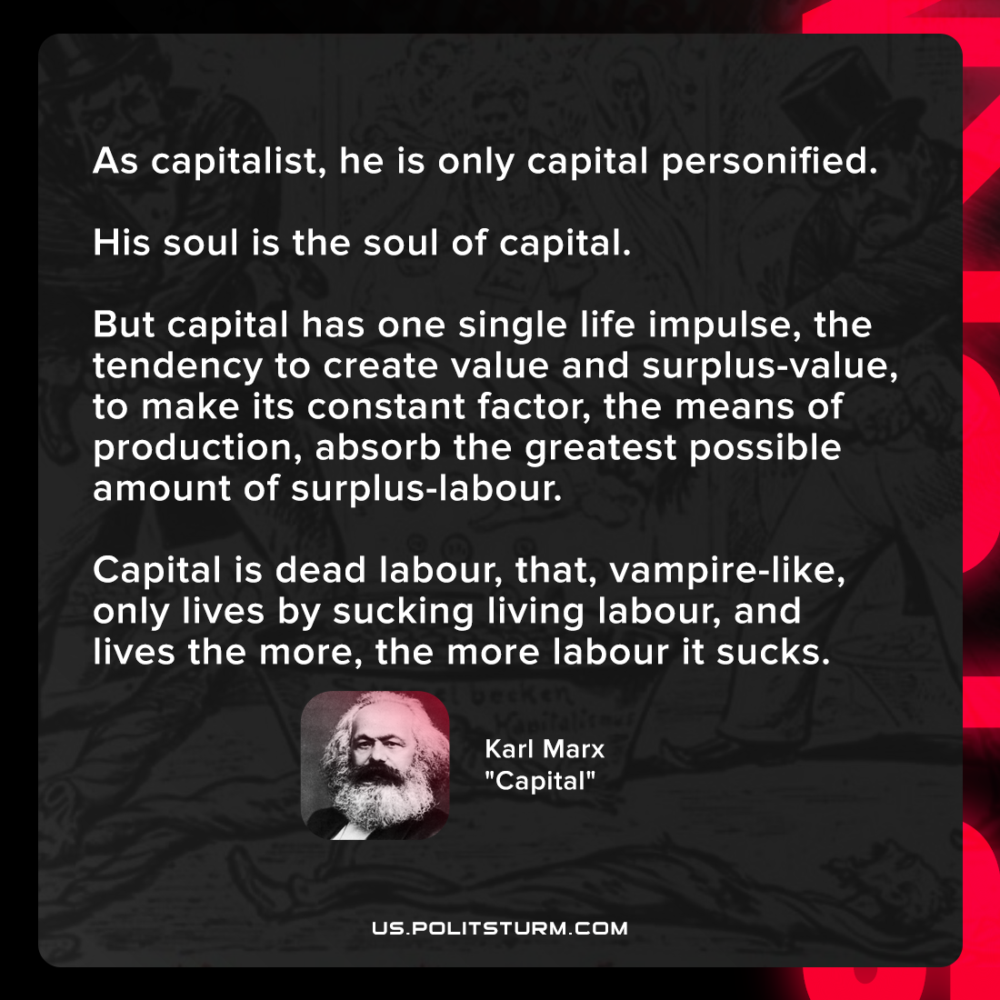 As capitalist, he is only capital personified.
His soul is the soul of capital.
But capital has one single life impulse, the
tendency to create value and surplus-value,
to make its constant factor, the means of
production, absorb the greatest possible
amount of surplus-labour.
Capital is dead labour, that, vampire-like,
only lives by sucking living labour, and
lives the more, the more labour it sucks.
Karl Marx
"Capital"
US.POLITSTURM.COM